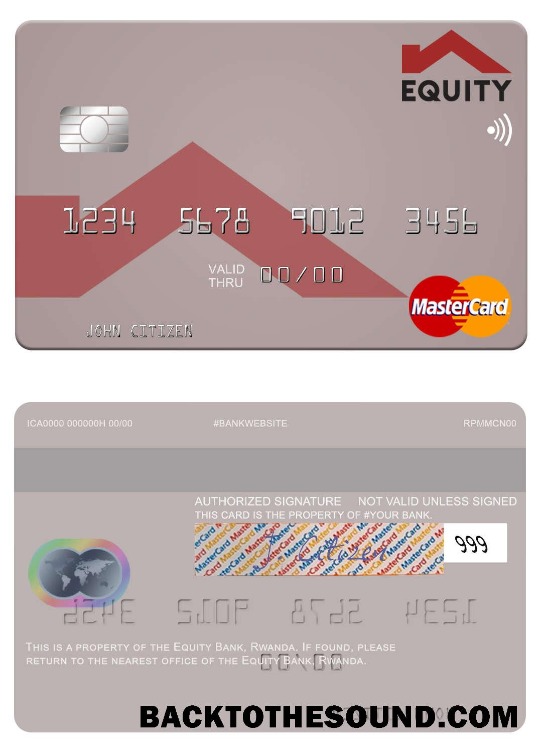 EQUITY
1234 5678 9012 3456
VALID THRU 00/00
JOHN CITIZEN
MasterCard
ICA0000 000000H 00/00 #BANKWEBSITE RPMMCN00
AUTHORIZED SIGNATURE NOT VALID UNLESS SIGNED
THIS CARD IS THE PROPERTY OF #YOUR BANK.
MasterCard
999
THIS IS A PROPERTY OF THE EQUITY BANK, RWANDA. IF FOUND, PLEASE
RETURN TO THE NEAREST OFFICE OF THE EQUITY BANK, RWANDA.
BACKTOTHESOUND.COM